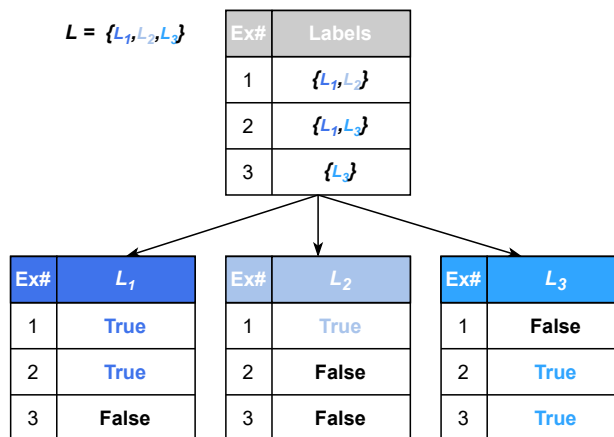 L = {L1,L2,L3}
Ex# Labels
1 {L1,L2}
2 {L1,L3}
3 {L3}
Ex# L1
1 True
2 True
3 False
Ex# L2
1 True
2 False
3 False
Ex# L3
1 False
2 True
3 True